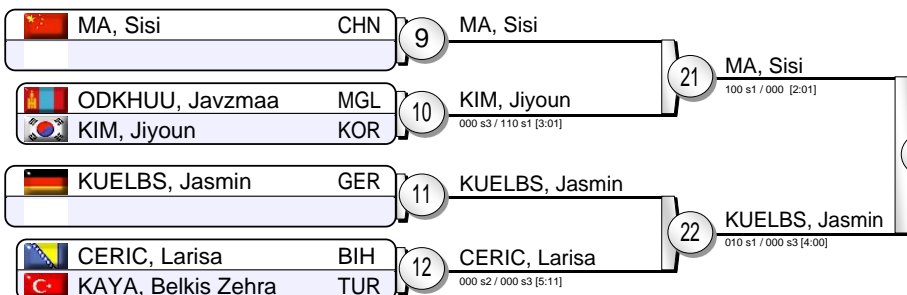 MA, Sisi CHN
9
MA, Sisi
21
MA, Sisi
100 s1 / 000 [2:01]
ODKHUU, Javzmaa MGL
KIM, Jiyoun KOR
10
KIM, Jiyoun
000 s3 / 110 s1 [3:01]
KUELBS, Jasmin GER
11
KUELBS, Jasmin
22
KUELBS, Jasmin
010 s1 / 000 s3 [4:00]
CERIC, Larisa BIH
KAYA, Belkis Zehra TUR
12
CERIC, Larisa
000 s2 / 000 s3 [5:11]